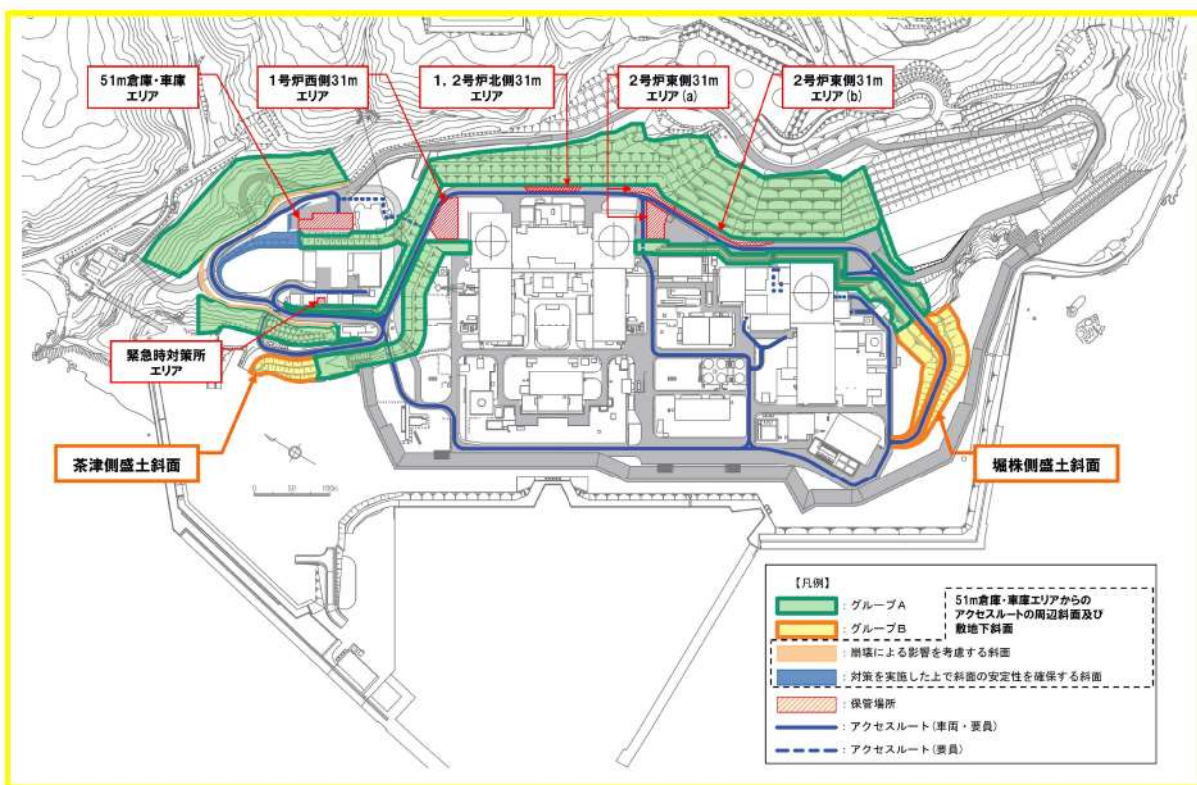 51m倉庫・車庫
エリア
1号炉西側31m
エリア
1,2号炉北側31m
エリア
2号炉東側31m
エリア(a)
2号炉東側31m
エリア(b)
緊急時対策所
エリア
茶津側盛土斜面
堀株側盛土斜面
0 50 100m
【凡例】
:グループA
:グループB
51m倉庫・車庫エリアからの
アクセスルートの周辺斜面及び
敷地下斜面
:崩壊による影響を考慮する斜面
:対策を実施した上で斜面の安定性を確保する斜面
:保管場所
:アクセスルート(車両・要員)
:アクセスルート(要員)